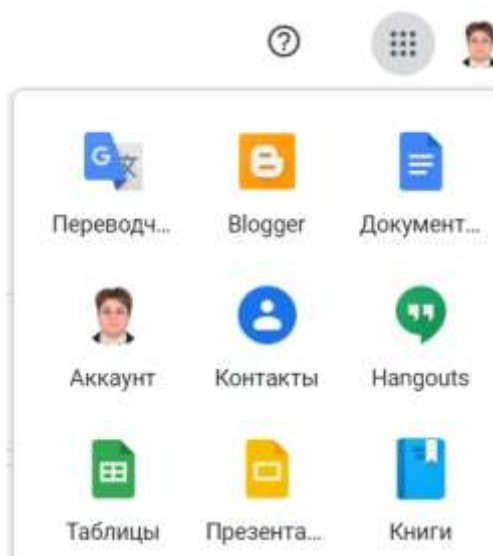 Переводч...
Blogger
Документ...
Аккаунт
Контакты
Hangouts
Таблицы
Презента...
Книги